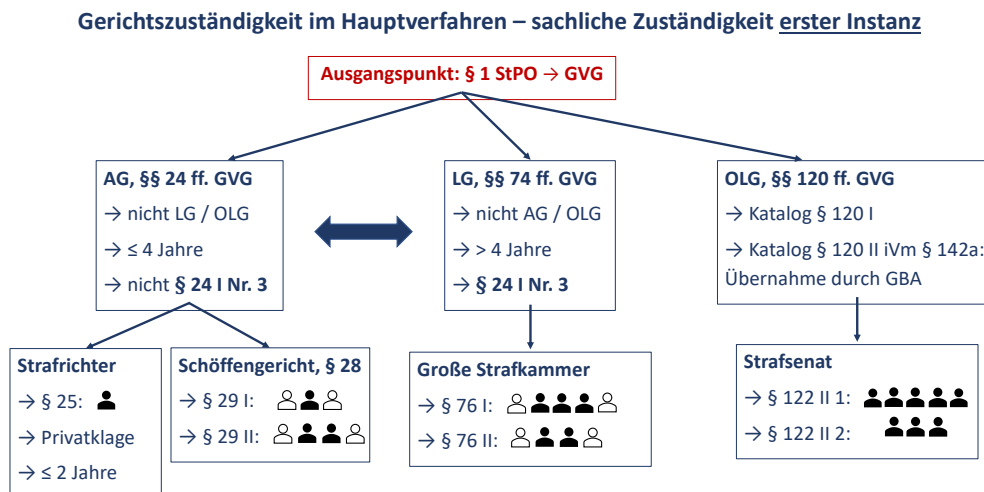 Gerichtszuständigkeit im Hauptverfahren – sachliche Zuständigkeit erster Instanz
Ausgangspunkt: § 1 StPO → GVG
AG, §§ 24 ff. GVG
→ nicht LG / OLG
→ ≤ 4 Jahre
→ nicht § 24 I Nr. 3
LG, §§ 74 ff. GVG
→ nicht AG / OLG
→ > 4 Jahre
→ § 24 I Nr. 3
OLG, §§ 120 ff. GVG
→ Katalog § 120 I
→ Katalog § 120 II iVm § 142a:
Übernahme durch GBA
Strafrichter
→ § 25:
→ Privatklage
→ ≤ 2 Jahre
Schöffengericht, § 28
→ § 29 I:
→ § 29 II:
Große Strafkammer
→ § 76 I:
→ § 76 II:
Strafsenat
→ § 122 II 1:
→ § 122 II 2: